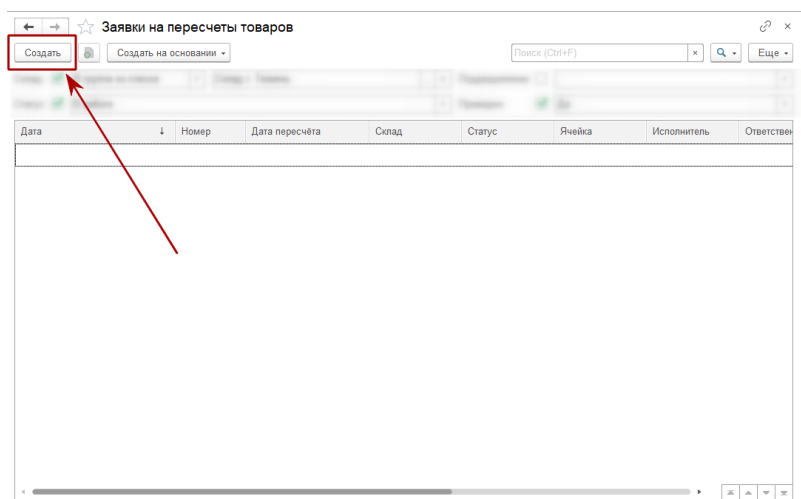 Заявки на пересчеты товаров
Создать Создать на основании Поиск (Ctrl+F) × Еще
Дата ↓ Номер Дата пересчёта Склад Статус Ячейка Исполнитель